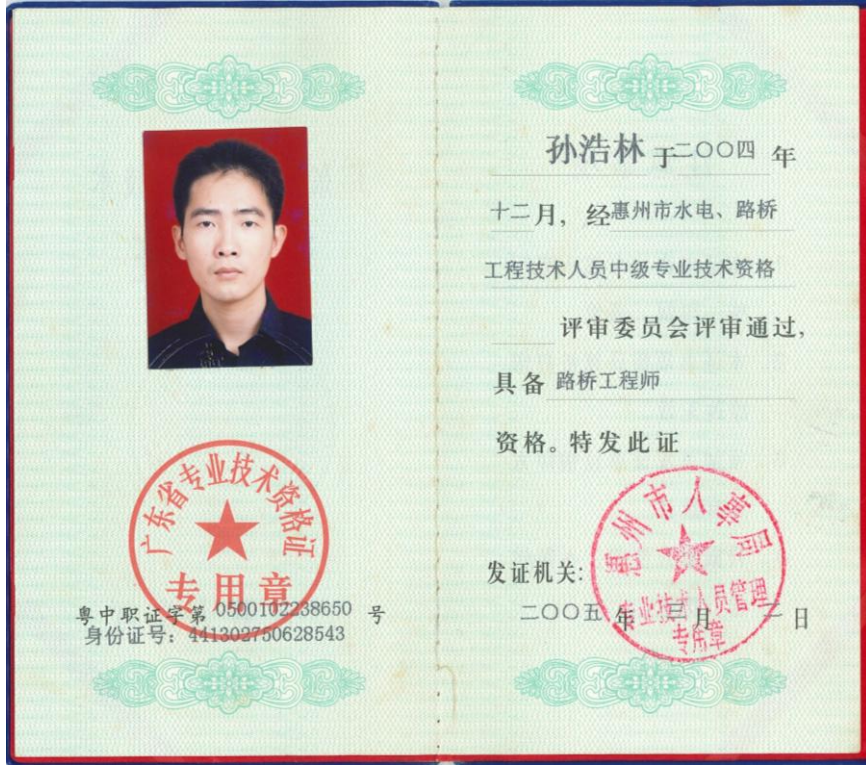 广东省专业技术资格证
专用章
粤中职证字第 0500102238650 号
身份证号：441302750628543
孙浩林 于二〇〇四 年
十二月，经惠州市水电、路桥
工程技术人员中级专业技术资格
评审委员会评审通过，
具备 路桥工程师
资格。特发此证
惠州市人事局
专业技术人员管理
专用章
发证机关：
二〇〇五 年 三月 二日